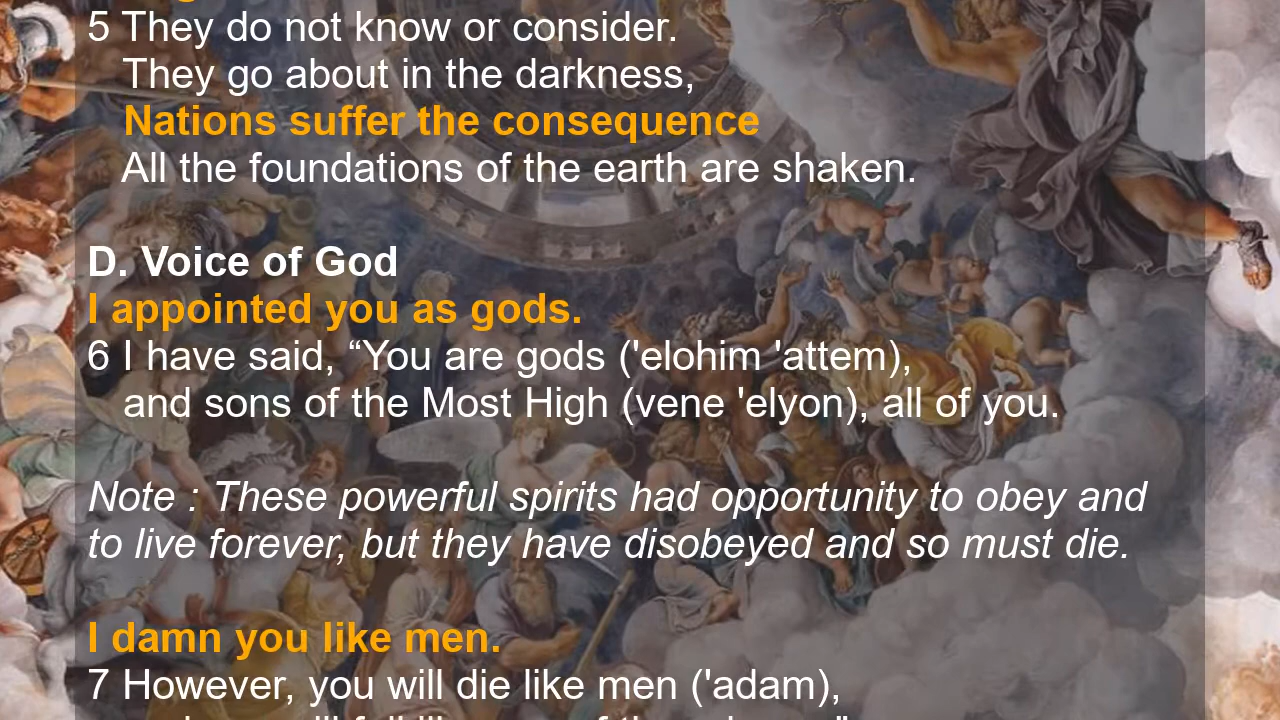 5 They do not know or consider.
They go about in the darkness,
Nations suffer the consequence
All the foundations of the earth are shaken.
D. Voice of God
I appointed you as gods.
6 I have said, “You are gods ('elohim 'attem),
and sons of the Most High (vene 'elyon), all of you.
Note : These powerful spirits had opportunity to obey and
to live forever, but they have disobeyed and so must die.
I damn you like men.
7 However, you will die like men ('adam),